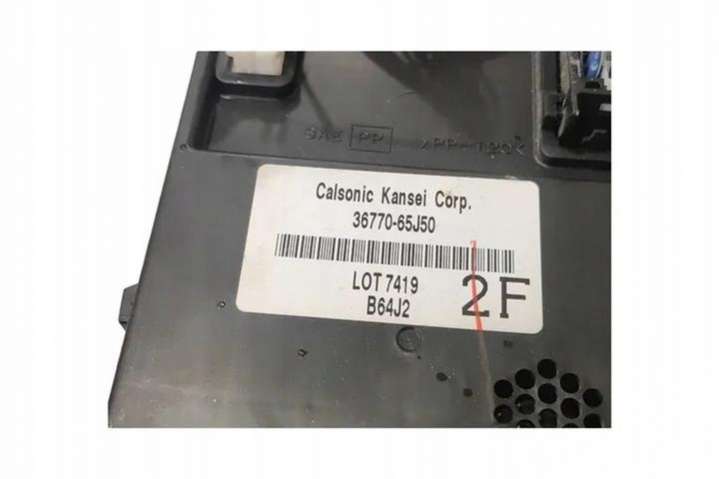 PP
Calsonic Kansei Corp.
36770-65J50
LOT 7419
B64J2
2F